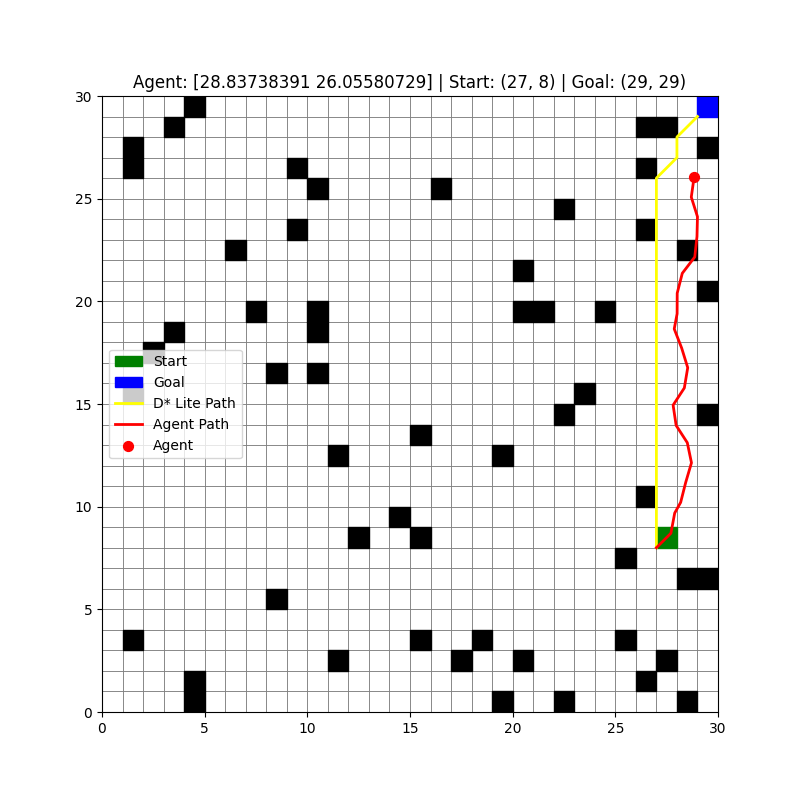 Agent: [28.83738391 26.05580729] | Start: (27, 8) | Goal: (29, 29)
30
25
20
15
10
5
0
Start
Goal
D* Lite Path
Agent Path
Agent
0 5 10 15 20 25 30